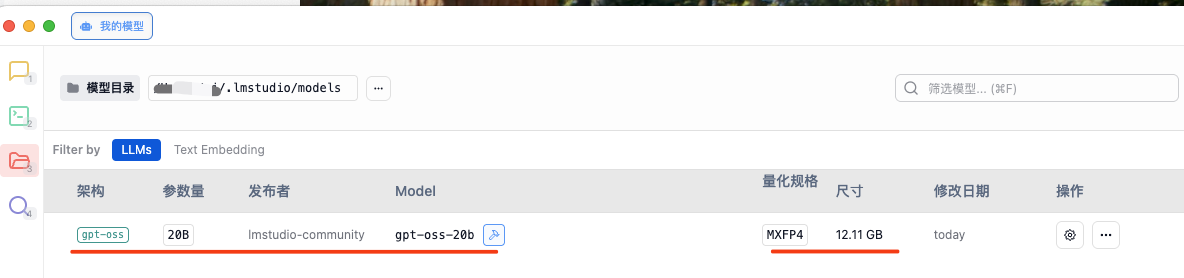 我的模型
1
模型目录 /.lmstudio/models ...
筛选模型... (⌘F)
2
Filter by LLMs Text Embedding
3
架构 参数量 发布者 Model 量化规格 尺寸 修改日期 操作
4
gpt-oss 20B lmstudio-community gpt-oss-20b MXFP4 12.11 GB today ...